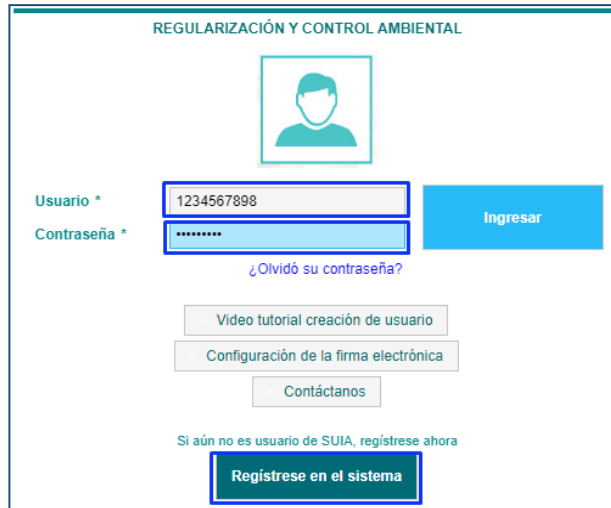 REGULARIZACIÓN Y CONTROL AMBIENTAL
Usuario * 1234567898
Ingresar
Contraseña * •••••••••
¿Olvidó su contraseña?
Video tutorial creación de usuario
Configuración de la firma electrónica
Contáctanos
Si aún no es usuario de SUIA, regístrese ahora
Regístrese en el sistema